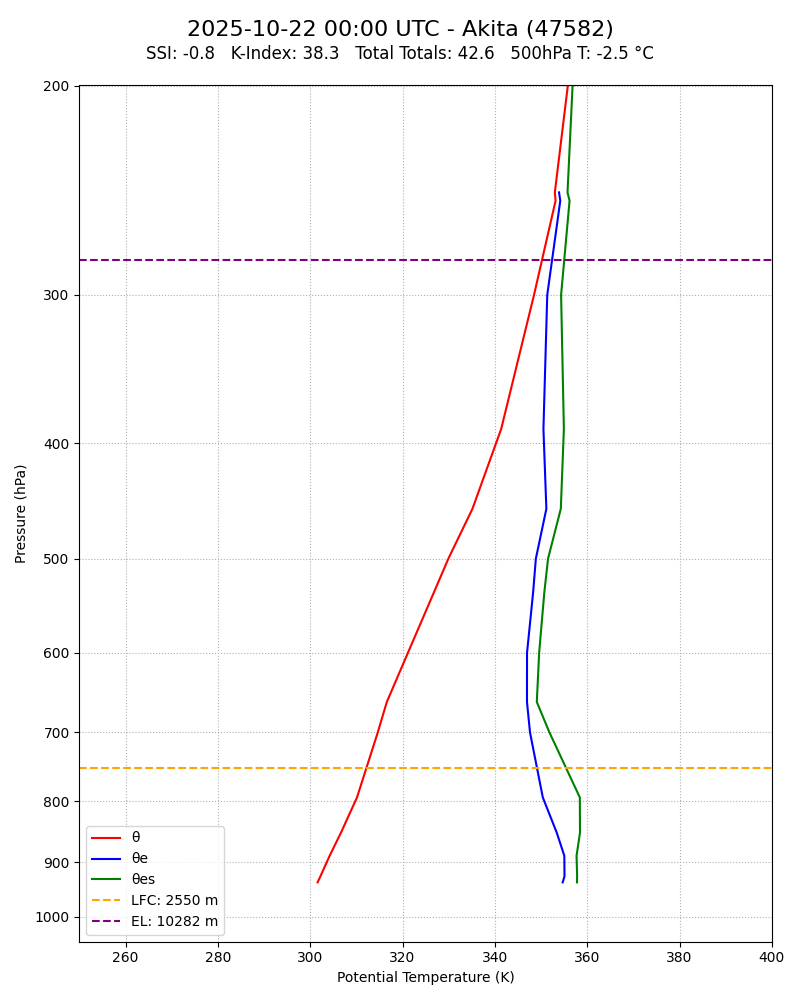 2025-10-22 00:00 UTC - Akita (47582)
SSI: -0.8   K-Index: 38.3   Total Totals: 42.6   500hPa T: -2.5 °C
200
300
400
500
600
700
800
900
1000
Pressure (hPa)
θ
θe
θes
LFC: 2550 m
EL: 10282 m
260
280
300
320
340
360
380
400
Potential Temperature (K)